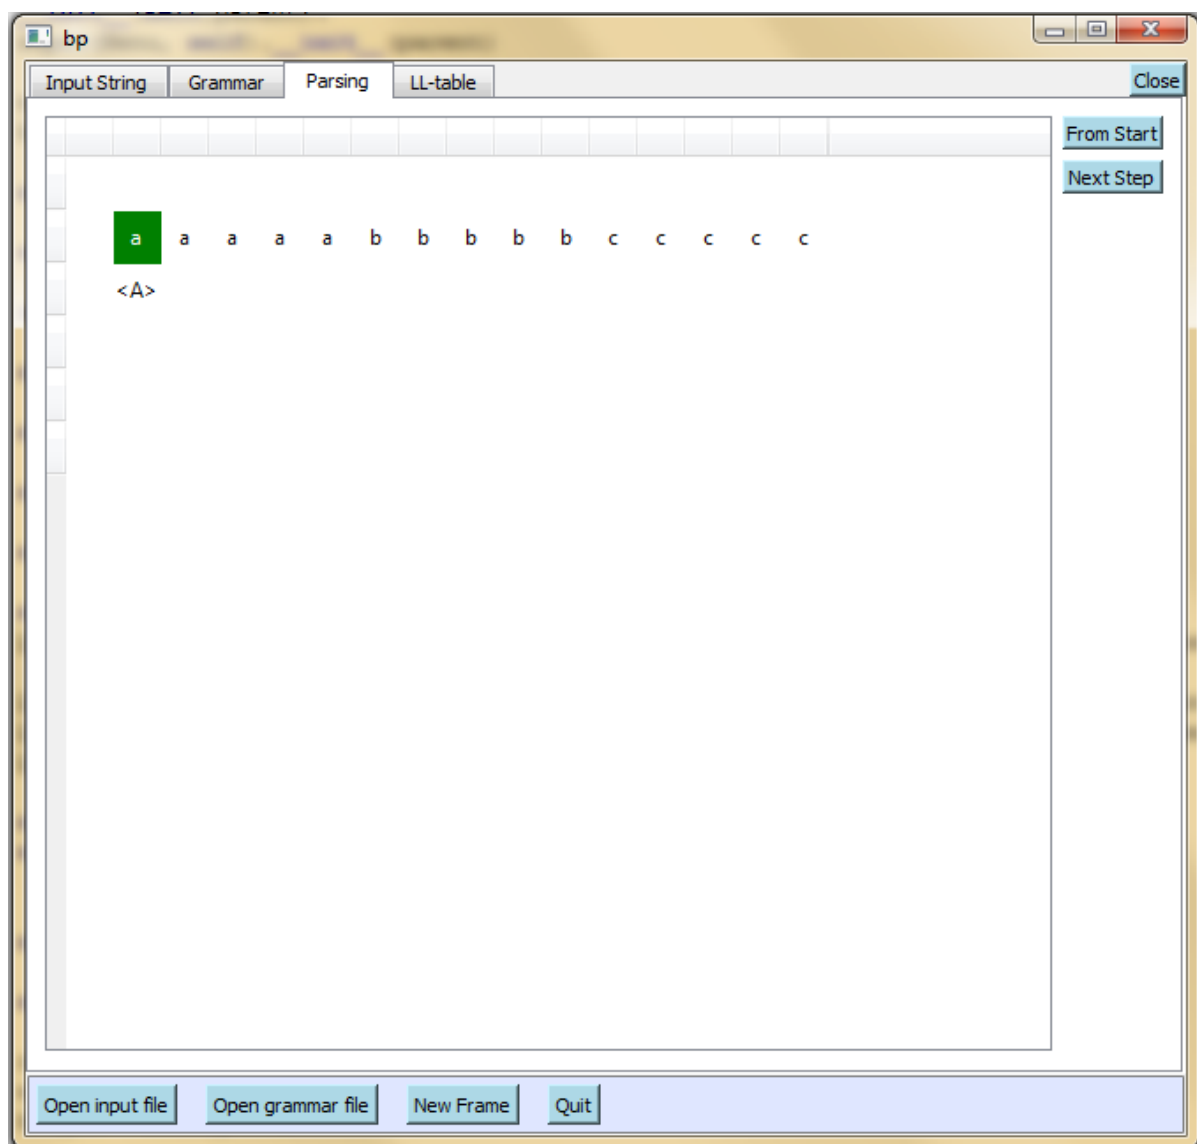 bp
Input String Grammar Parsing LL-table Close
From Start
Next Step
a a a a a b b b b b c c c c c
<A>
Open input file Open grammar file New Frame Quit